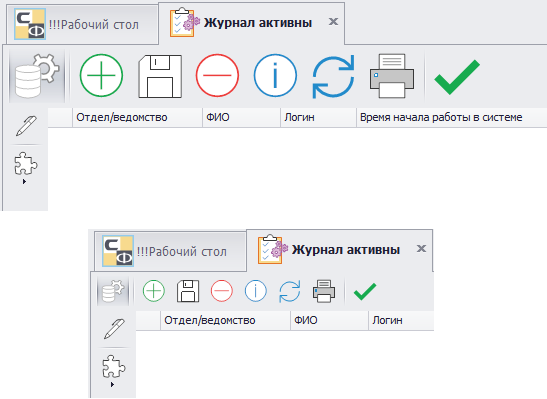 С Ф !!!Рабочий стол Журнал активны x
Отдел/ведомство ФИО Логин Время начала работы в системе
С Ф !!!Рабочий стол Журнал активны x
Отдел/ведомство ФИО Логин